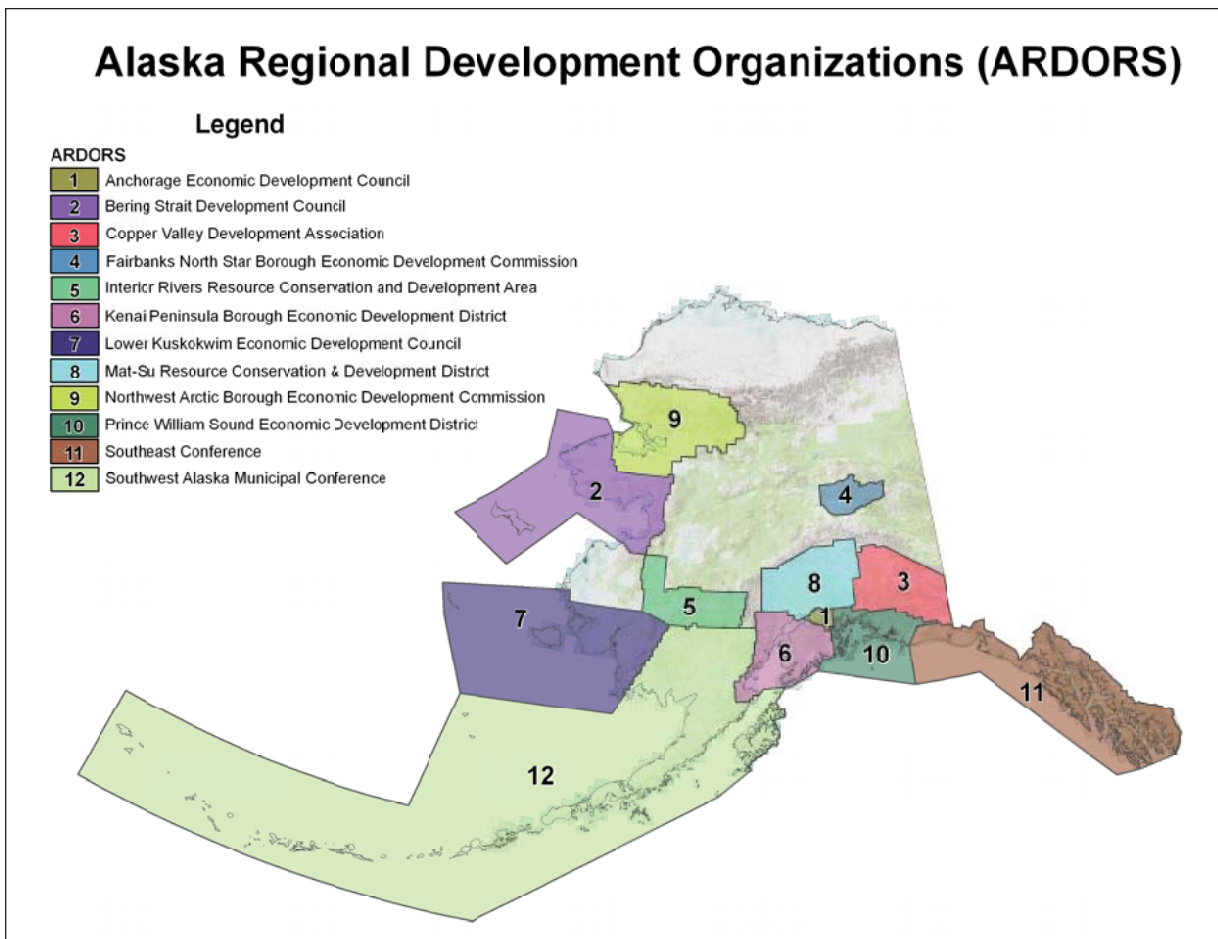 Alaska Regional Development Organizations (ARDORS)
Legend
ARDORS
1 Anchorage Economic Development Council
2 Bering Strait Development Council
3 Copper Valley Development Association
4 Fairbanks North Star Borough Economic Development Commission
5 Interior Rivers Resource Conservation and Development Area
6 Kenai Peninsula Borough Economic Development District
7 Lower Kuskokwim Economic Development Council
8 Mat-Su Resource Conservation & Development District
9 Northwest Arctic Borough Economic Development Commission
10 Prince William Sound Economic Development District
11 Southeast Conference
12 Southwest Alaska Municipal Conference
9
2
4
8
3
5
7
1
6
10
11
12